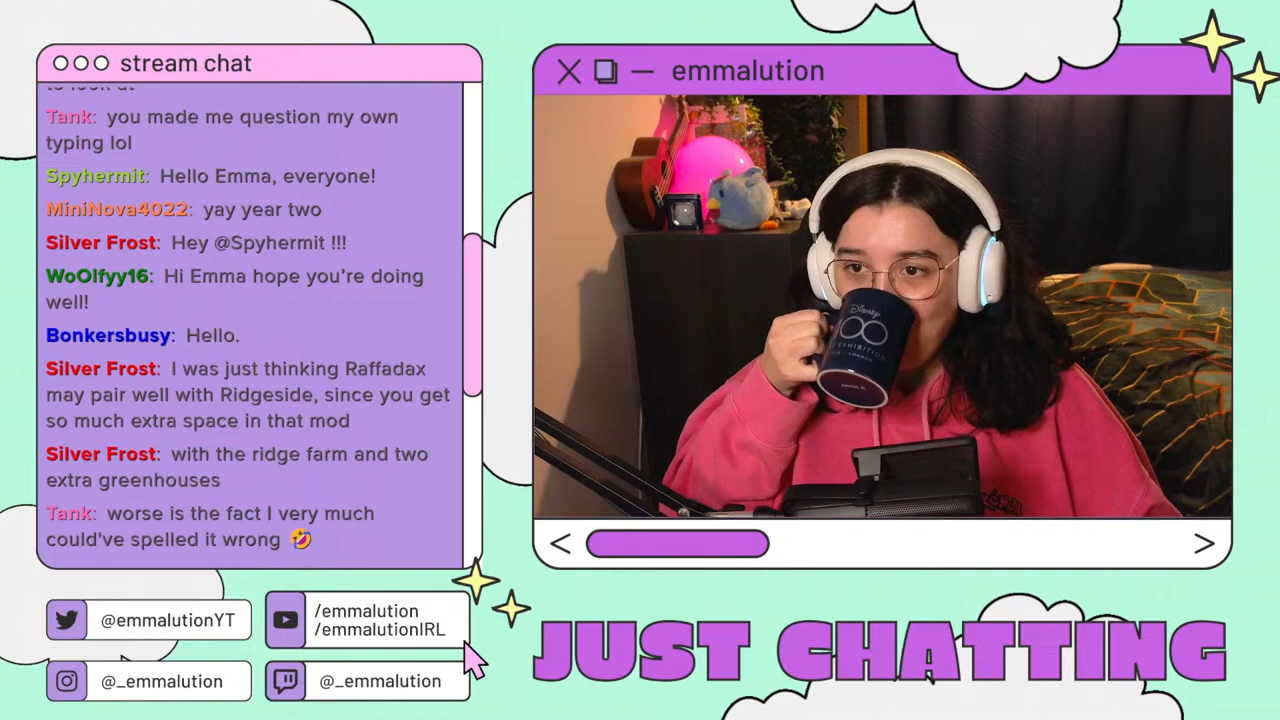 stream chat
Tank: you made me question my own
typing lol
Spyhermit: Hello Emma, everyone!
MiniNova4022: yay year two
Silver Frost: Hey @Spyhermit !!!
WoOlfyy16: Hi Emma hope you're doing
well!
Bonkersbusy: Hello.
Silver Frost: I was just thinking Raffadax
may pair well with Ridgeside, since you get
so much extra space in that mod
Silver Frost: with the ridge farm and two
extra greenhouses
Tank: worse is the fact I very much
could've spelled it wrong 🤣
@emmalutionYT
/emmalution
/emmalutionIRL
@_emmalution
@_emmalution
emmalution
Disney
100
EXHIBITION
LONDON
JUST CHATTING